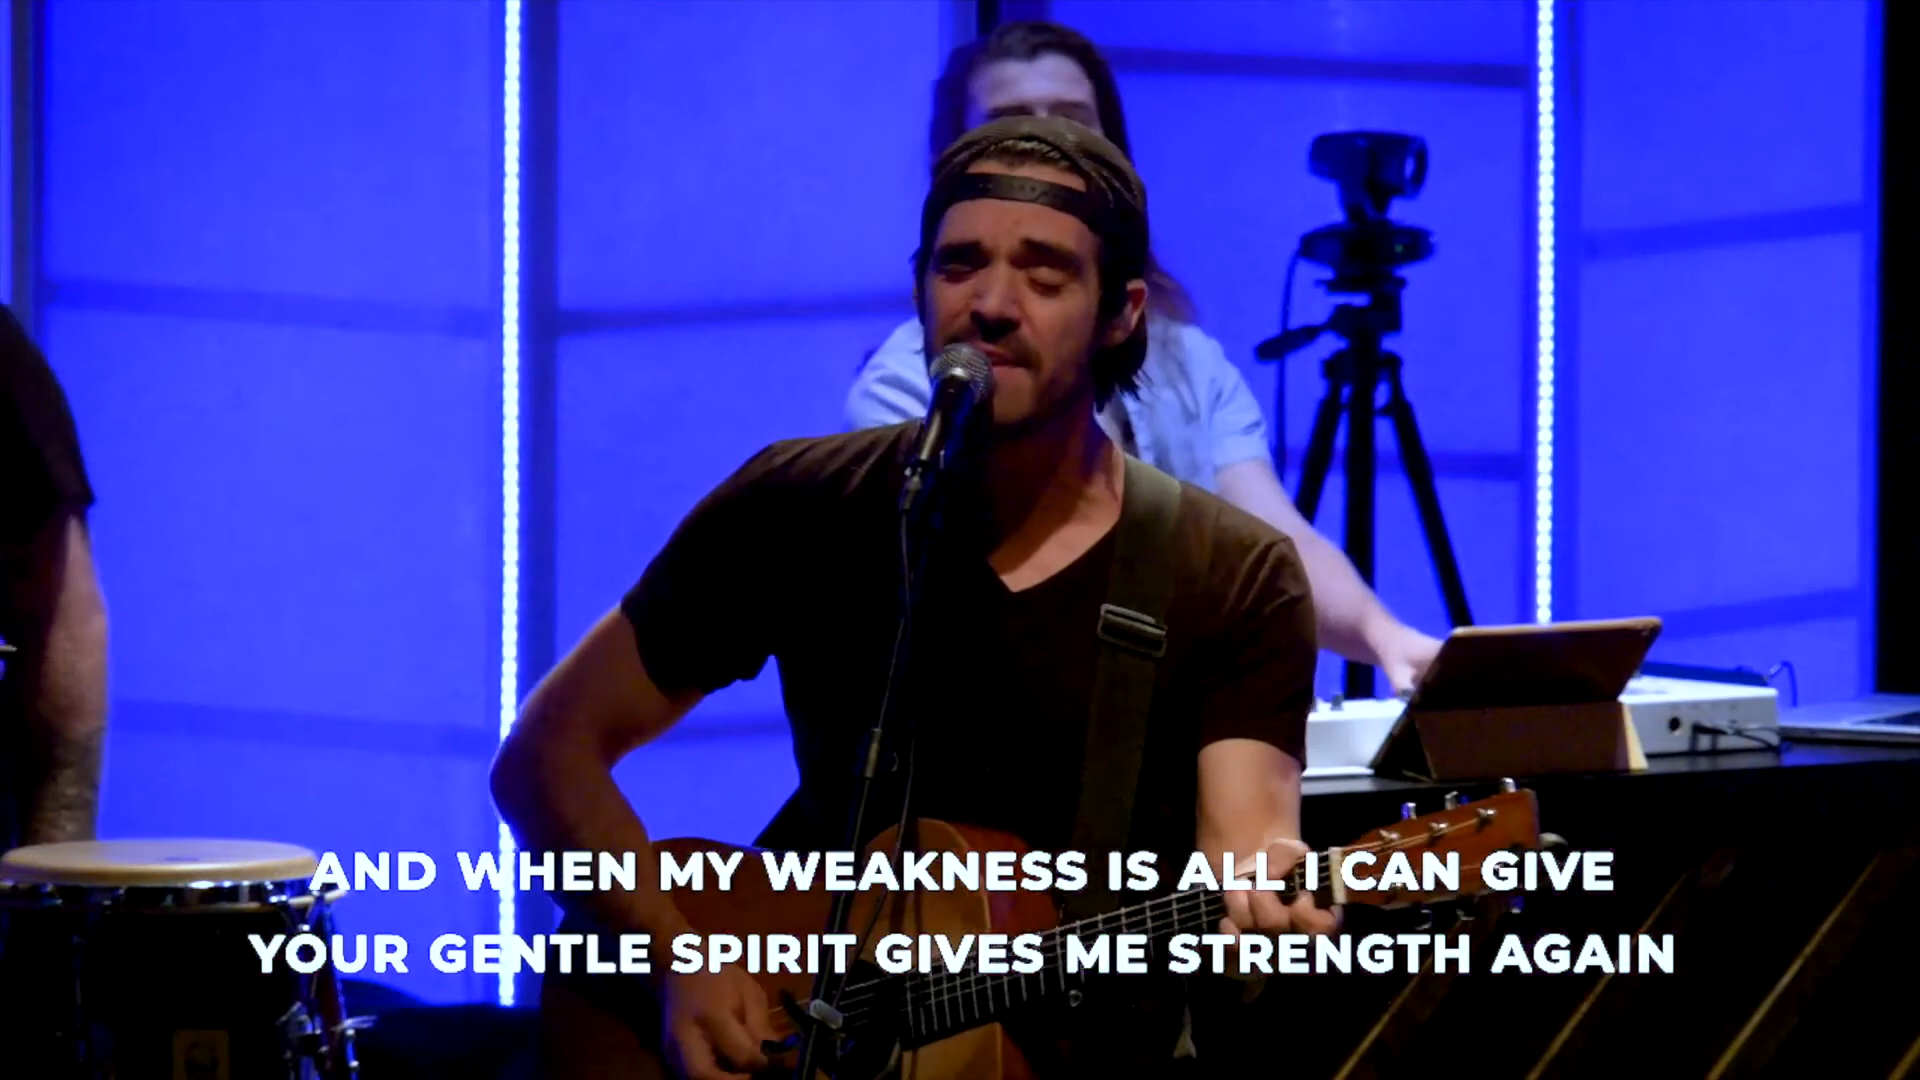 AND WHEN MY WEAKNESS IS ALL I CAN GIVE
YOUR GENTLE SPIRIT GIVES ME STRENGTH AGAIN